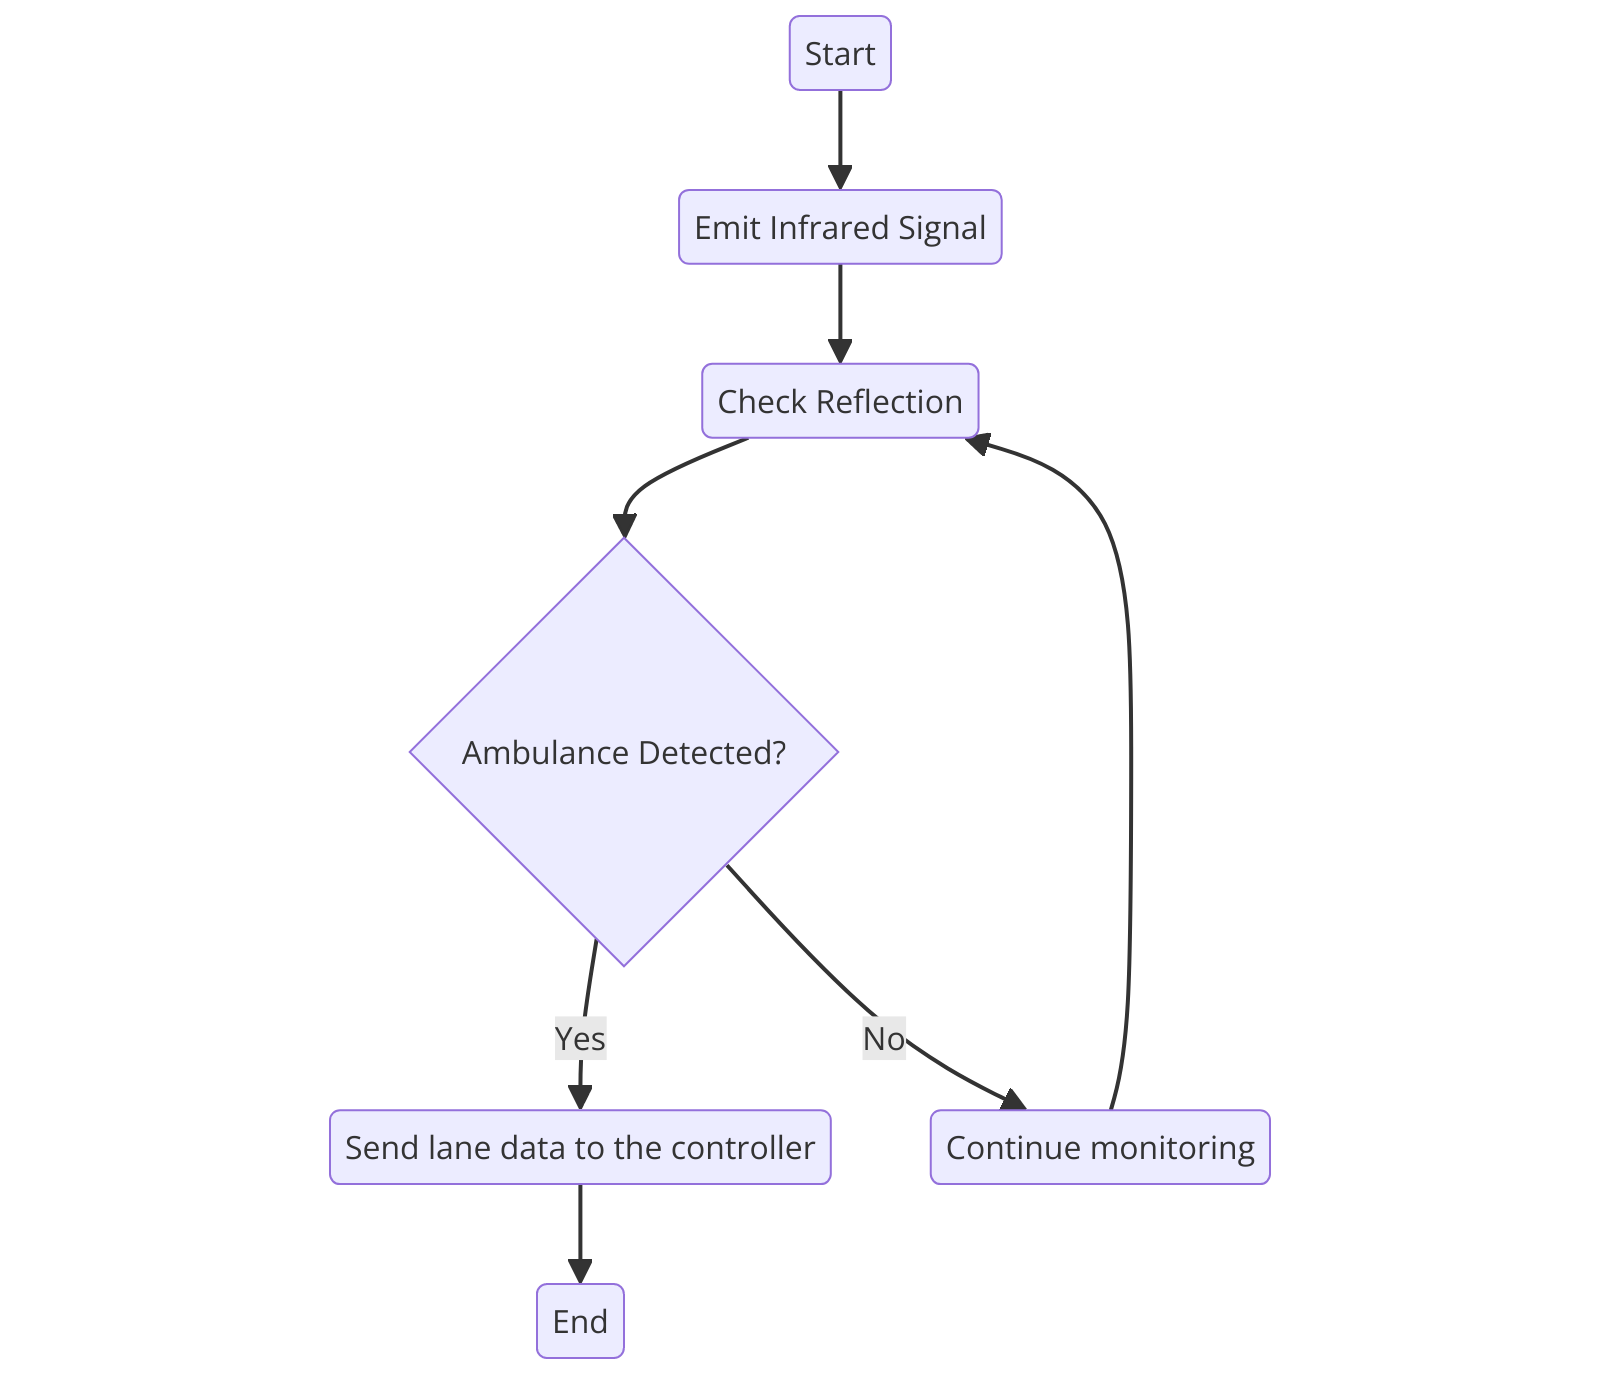 Start
Emit Infrared Signal
Check Reflection
Ambulance Detected?
Yes
No
Send lane data to the controller
Continue monitoring
End